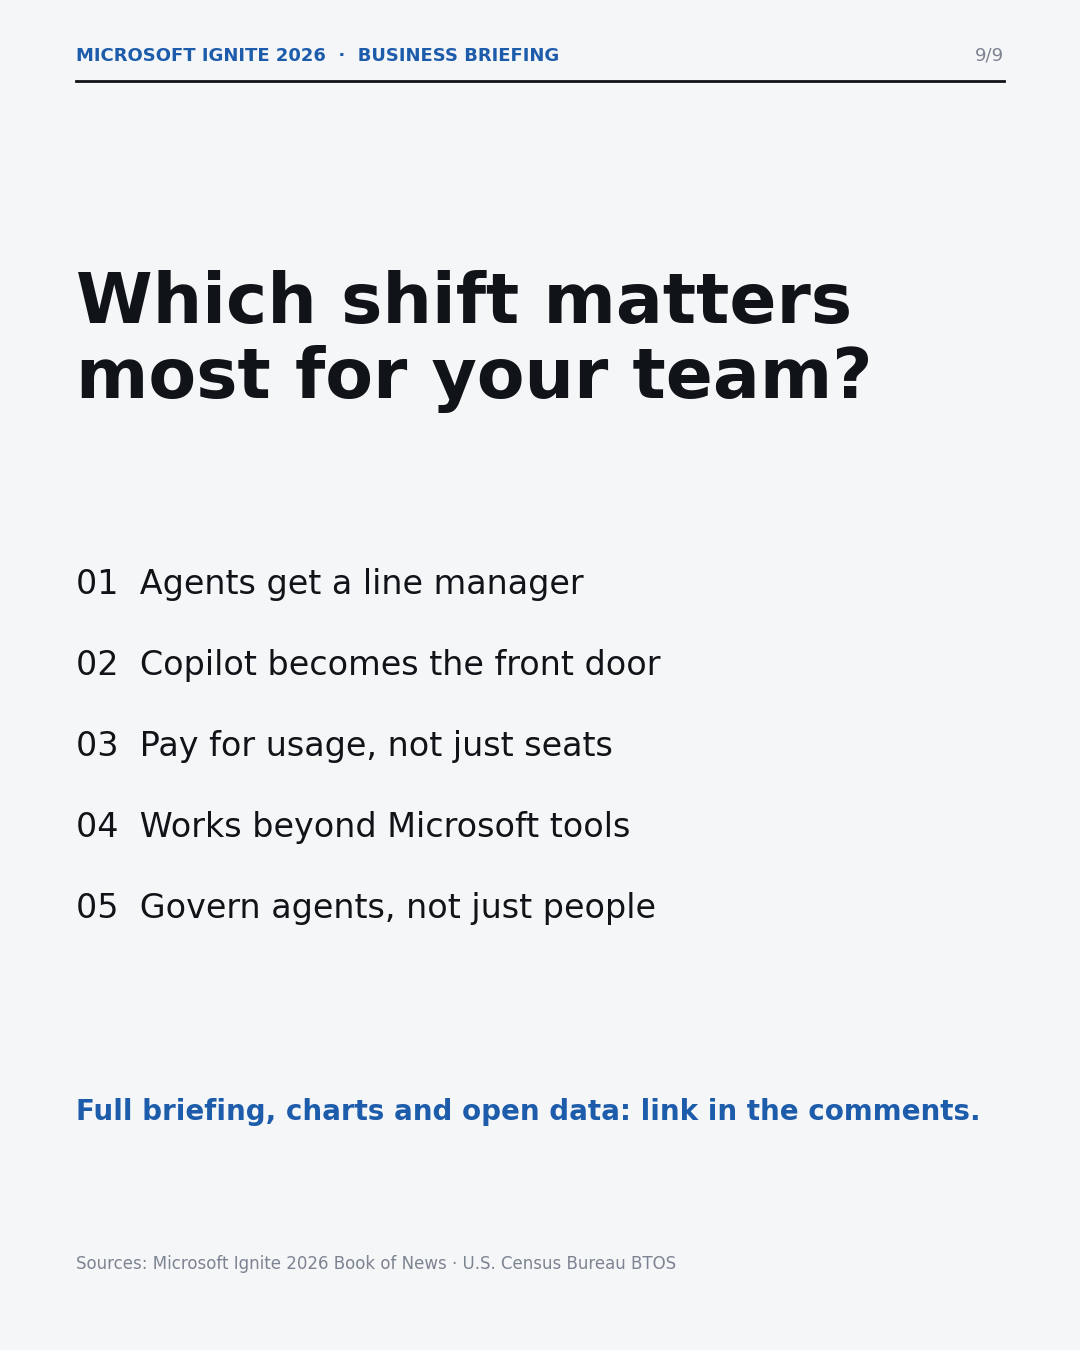 MICROSOFT IGNITE 2026 · BUSINESS BRIEFING
9/9
Which shift matters
most for your team?
01 Agents get a line manager
02 Copilot becomes the front door
03 Pay for usage, not just seats
04 Works beyond Microsoft tools
05 Govern agents, not just people
Full briefing, charts and open data: link in the comments.
Sources: Microsoft Ignite 2026 Book of News · U.S. Census Bureau BTOS